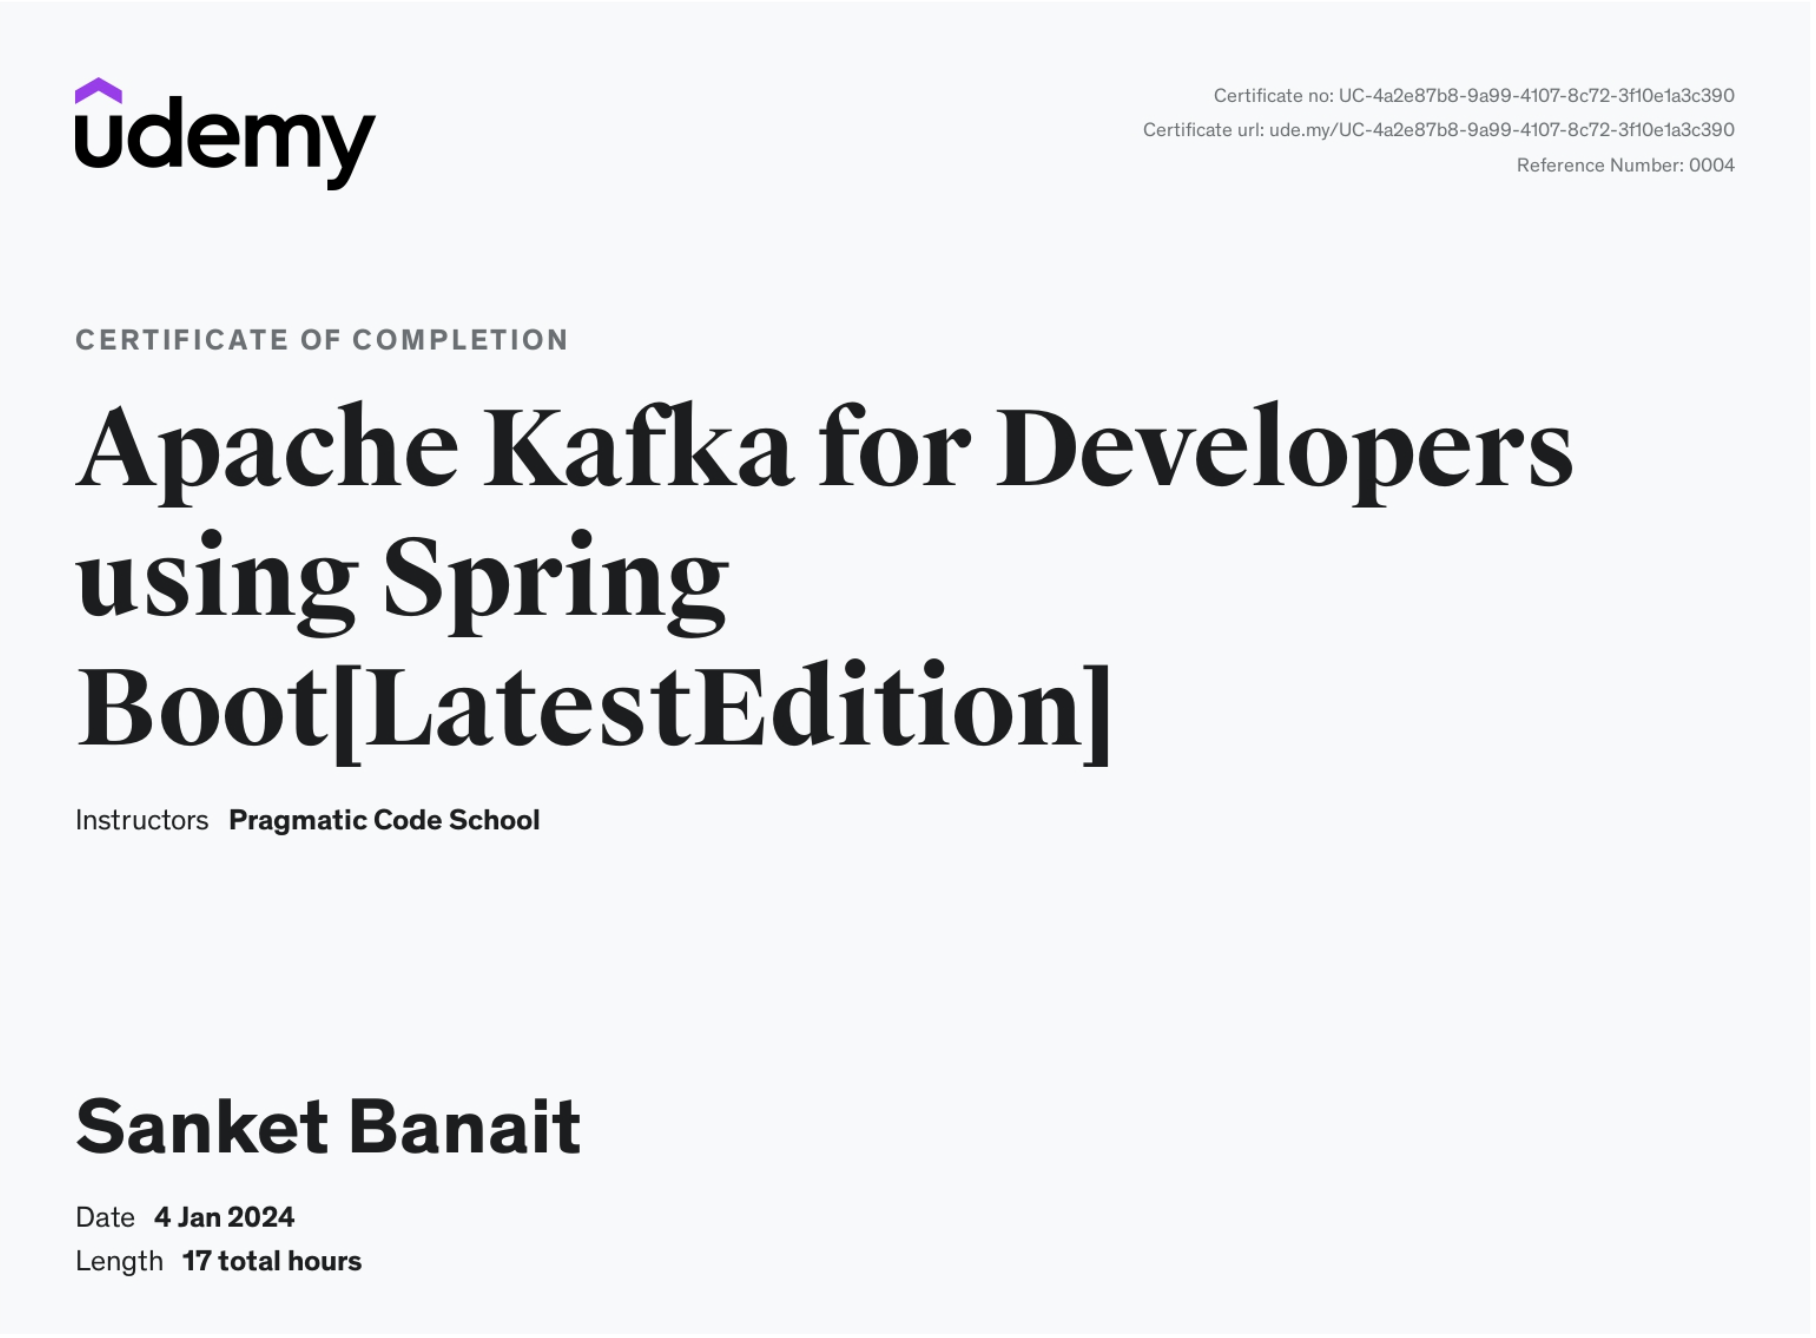 udemy
Certificate no: UC-4a2e87b8-9a99-4107-8c72-3f10e1a3c390
Certificate url: ude.my/UC-4a2e87b8-9a99-4107-8c72-3f10e1a3c390
Reference Number: 0004
CERTIFICATE OF COMPLETION
Apache Kafka for Developers
using Spring
Boot[LatestEdition]
Instructors Pragmatic Code School
Sanket Banait
Date 4 Jan 2024
Length 17 total hours